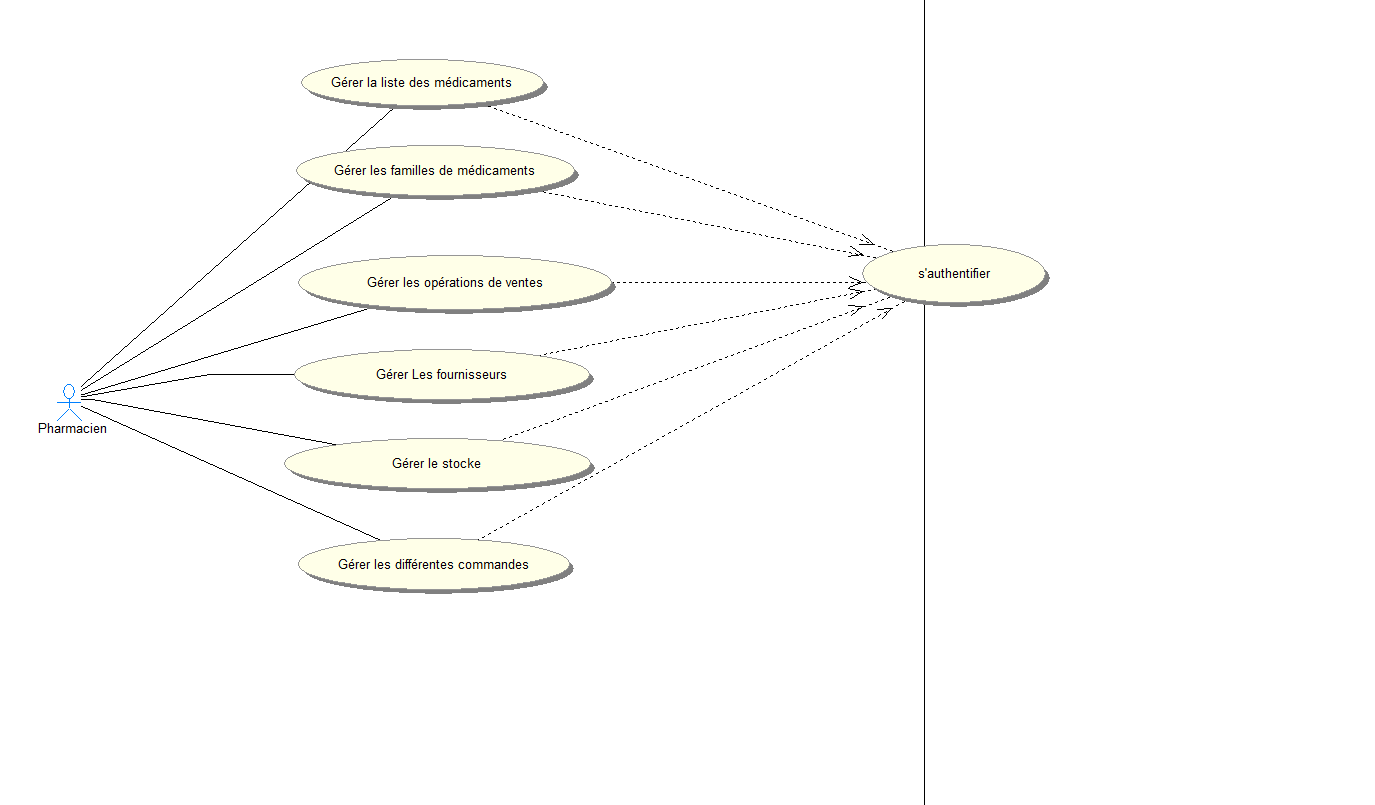 Gérer la liste des médicaments
Gérer les familles de médicaments
s'authentifier
Gérer les opérations de ventes
Gérer Les fournisseurs
Pharmacien
Gérer le stocke
Gérer les différentes commandes